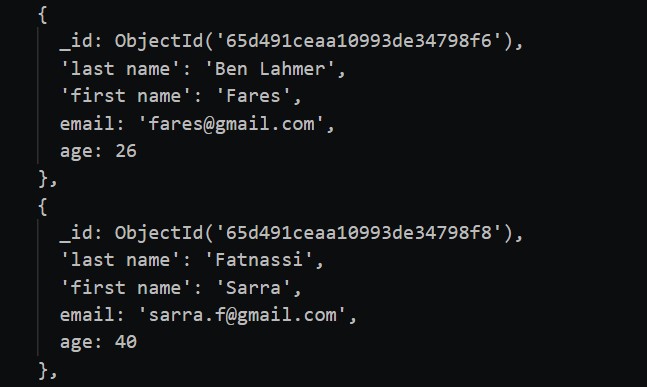 {
_id: ObjectId('65d491ceaa10993de34798f6'),
'last name': 'Ben Lahmer',
'first name': 'Fares',
email: 'fares@gmail.com',
age: 26
},
{
_id: ObjectId('65d491ceaa10993de34798f8'),
'last name': 'Fatnassi',
'first name': 'Sarra',
email: 'sarra.f@gmail.com',
age: 40
},